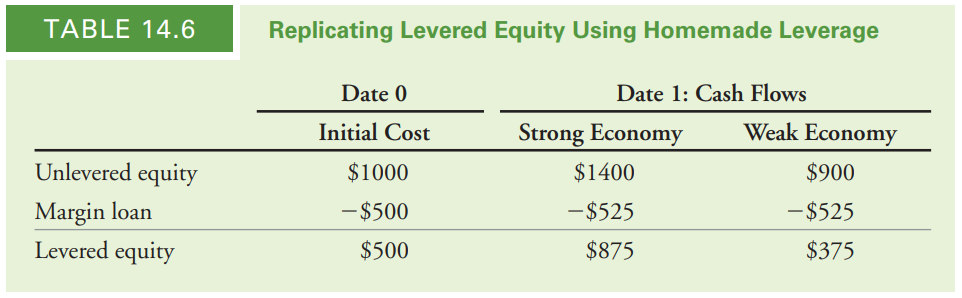 TABLE 14.6 Replicating Levered Equity Using Homemade Leverage
Date 0 Date 1: Cash Flows
Initial Cost Strong Economy Weak Economy
Unlevered equity $1000 $1400 $900
Margin loan −$500 −$525 −$525
Levered equity $500 $875 $375